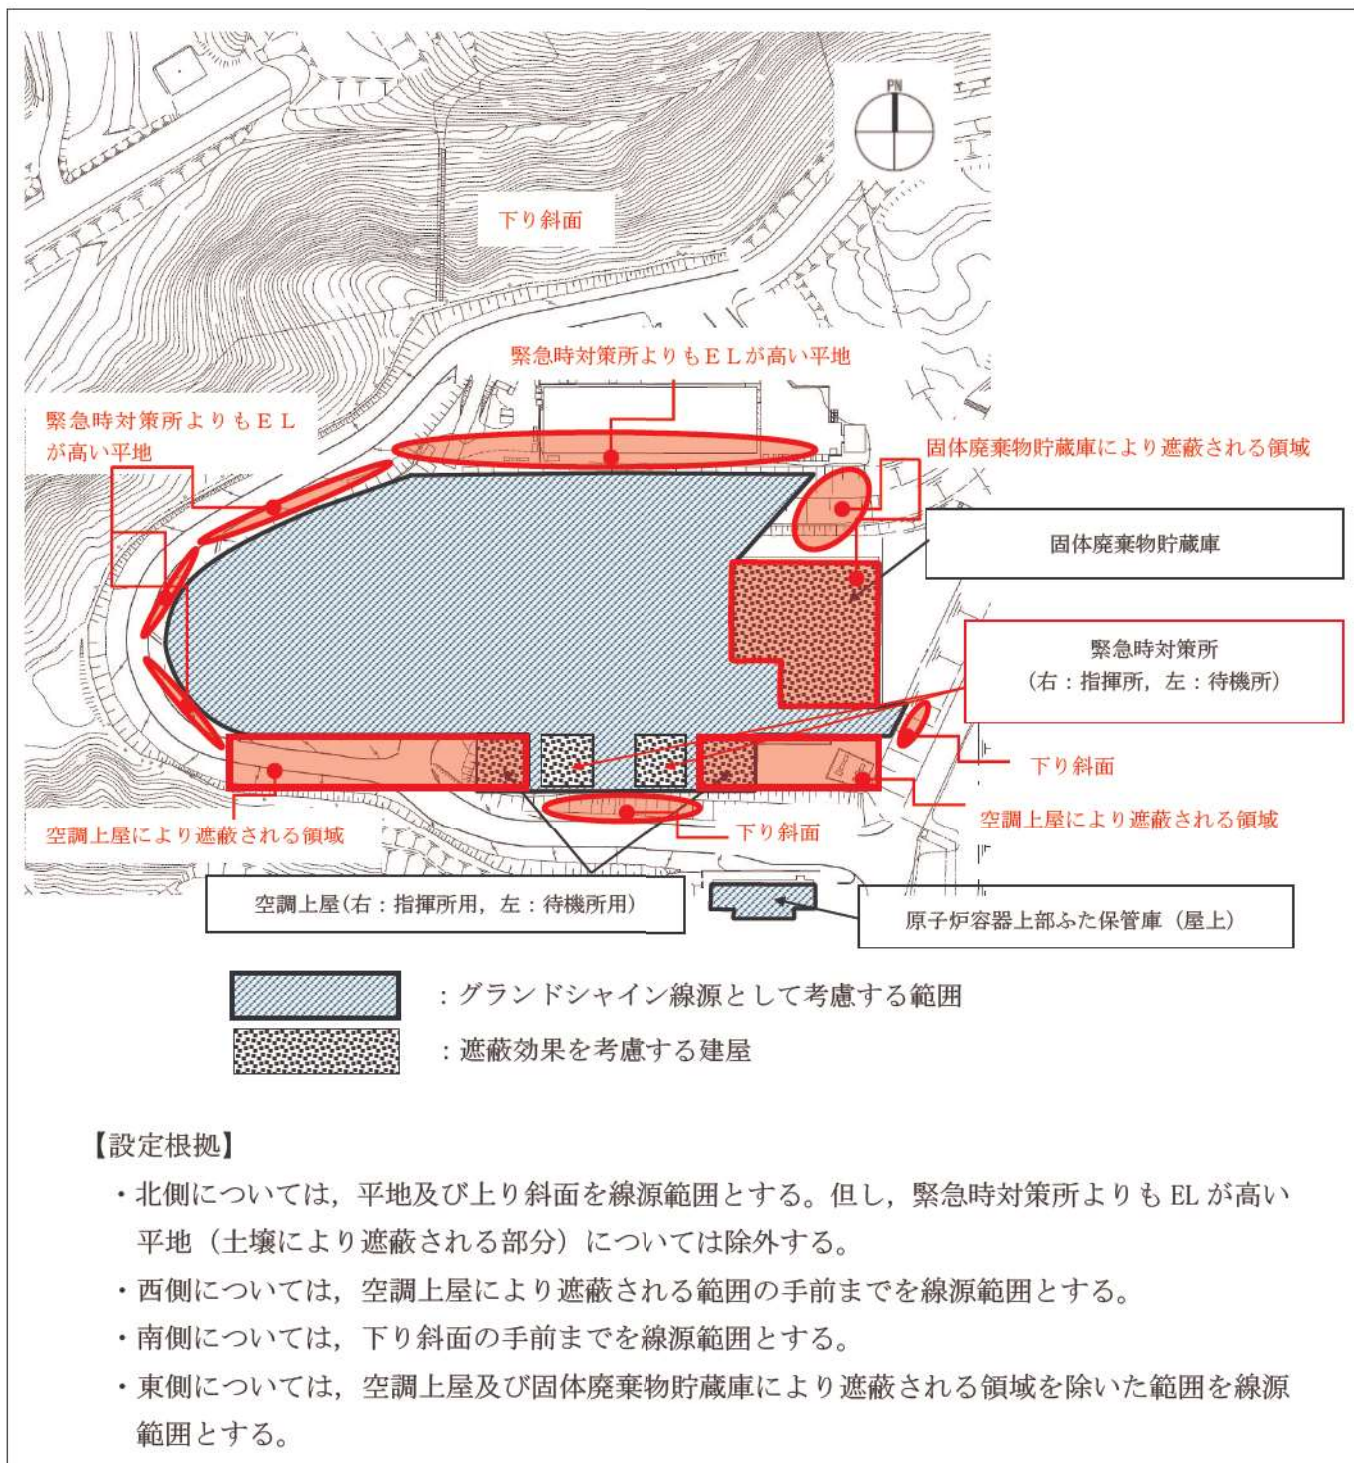 PN
下り斜面
緊急時対策所よりもＥＬが高い平地
緊急時対策所よりもＥＬ
が高い平地
固体廃棄物貯蔵庫により遮蔽される領域
固体廃棄物貯蔵庫
緊急時対策所
（右：指揮所，左：待機所）
下り斜面
空調上屋により遮蔽される領域
下り斜面
空調上屋により遮蔽される領域
空調上屋(右：指揮所用，左：待機所用)
原子炉容器上部ふた保管庫（屋上）
：グランドシャイン線源として考慮する範囲
：遮蔽効果を考慮する建屋
【設定根拠】
・北側については，平地及び上り斜面を線源範囲とする。但し，緊急時対策所よりも EL が高い
平地（土壌により遮蔽される部分）については除外する。
・西側については，空調上屋により遮蔽される範囲の手前までを線源範囲とする。
・南側については，下り斜面の手前までを線源範囲とする。
・東側については，空調上屋及び固体廃棄物貯蔵庫により遮蔽される領域を除いた範囲を線源
範囲とする。